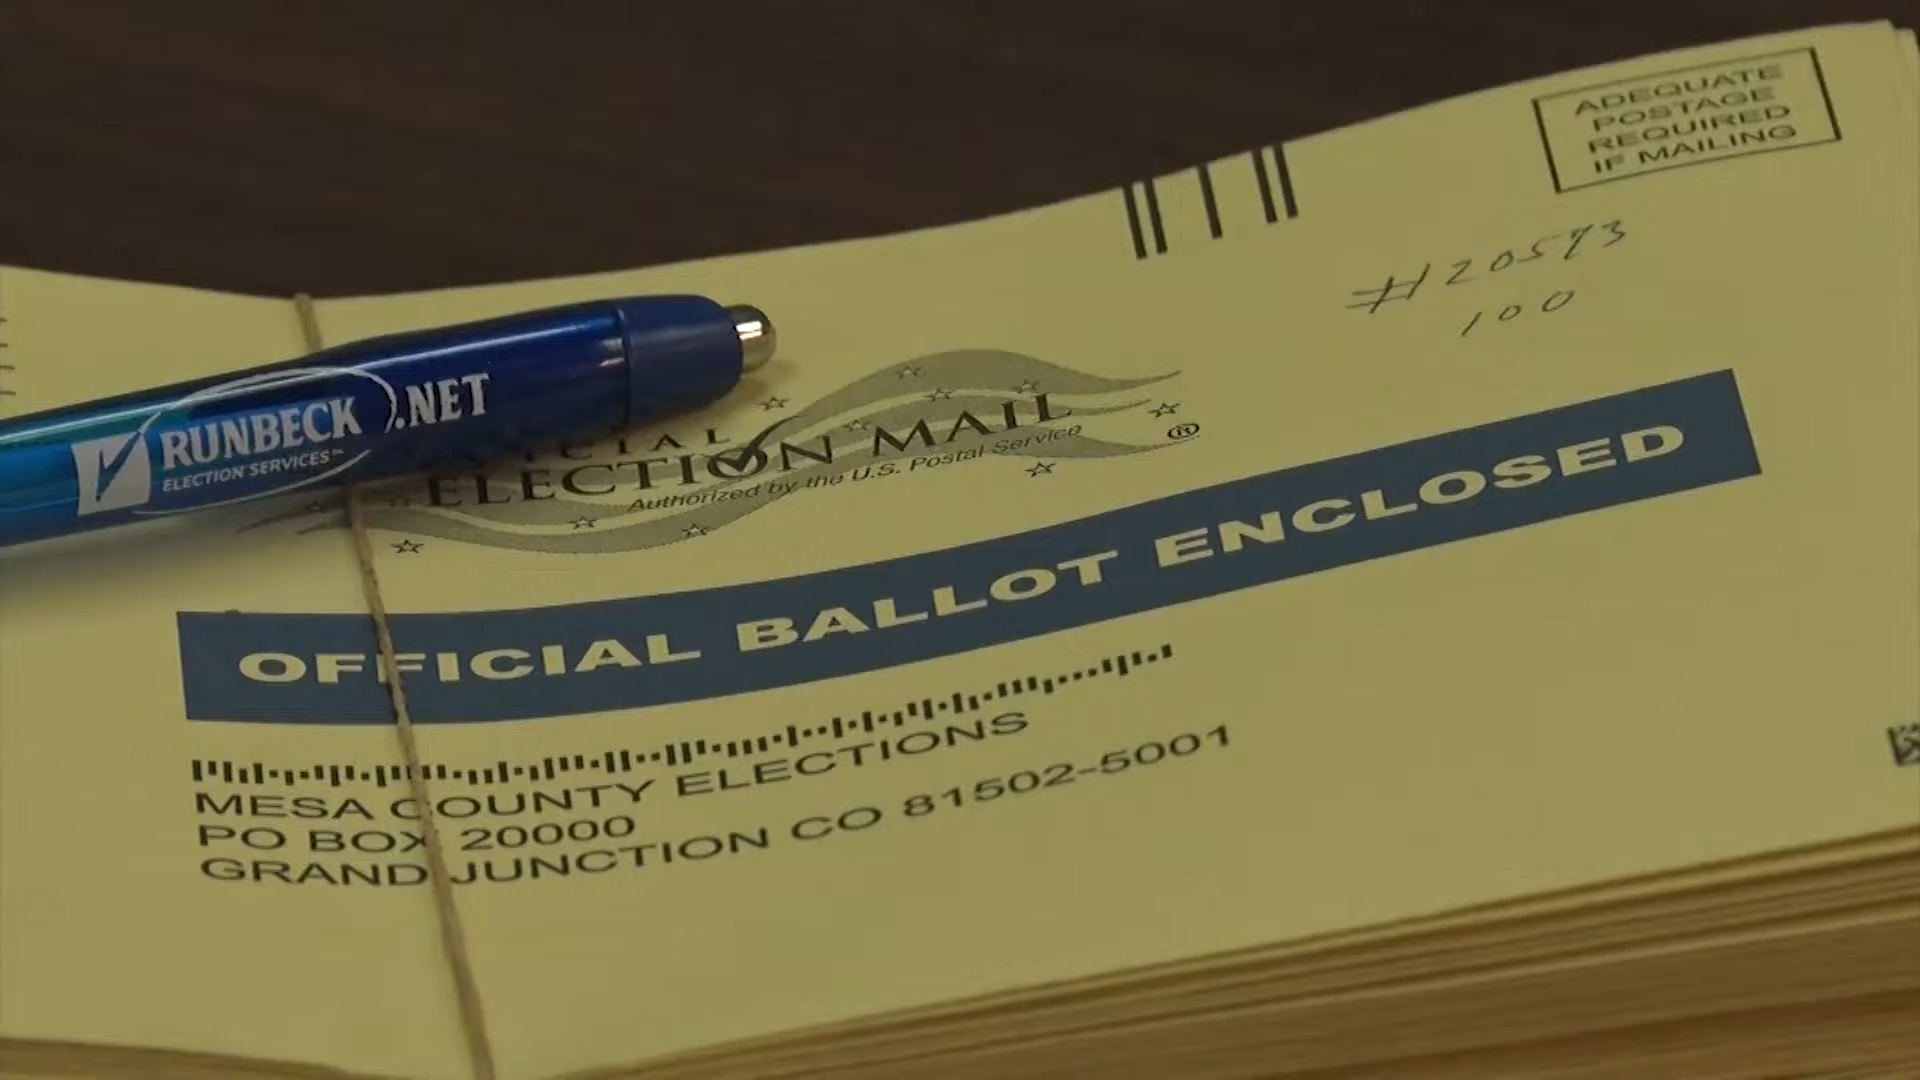 ADEQUATE
POSTAGE
REQUIRED
IF MAILING
#20573
100
RUNBECK.NET
ELECTION SERVICES
ELECTION MAIL
Authorized by the U.S. Postal Service
®
OFFICIAL BALLOT ENCLOSED
MESA COUNTY ELECTIONS
PO BOX 20000
GRAND JUNCTION CO 81502-5001